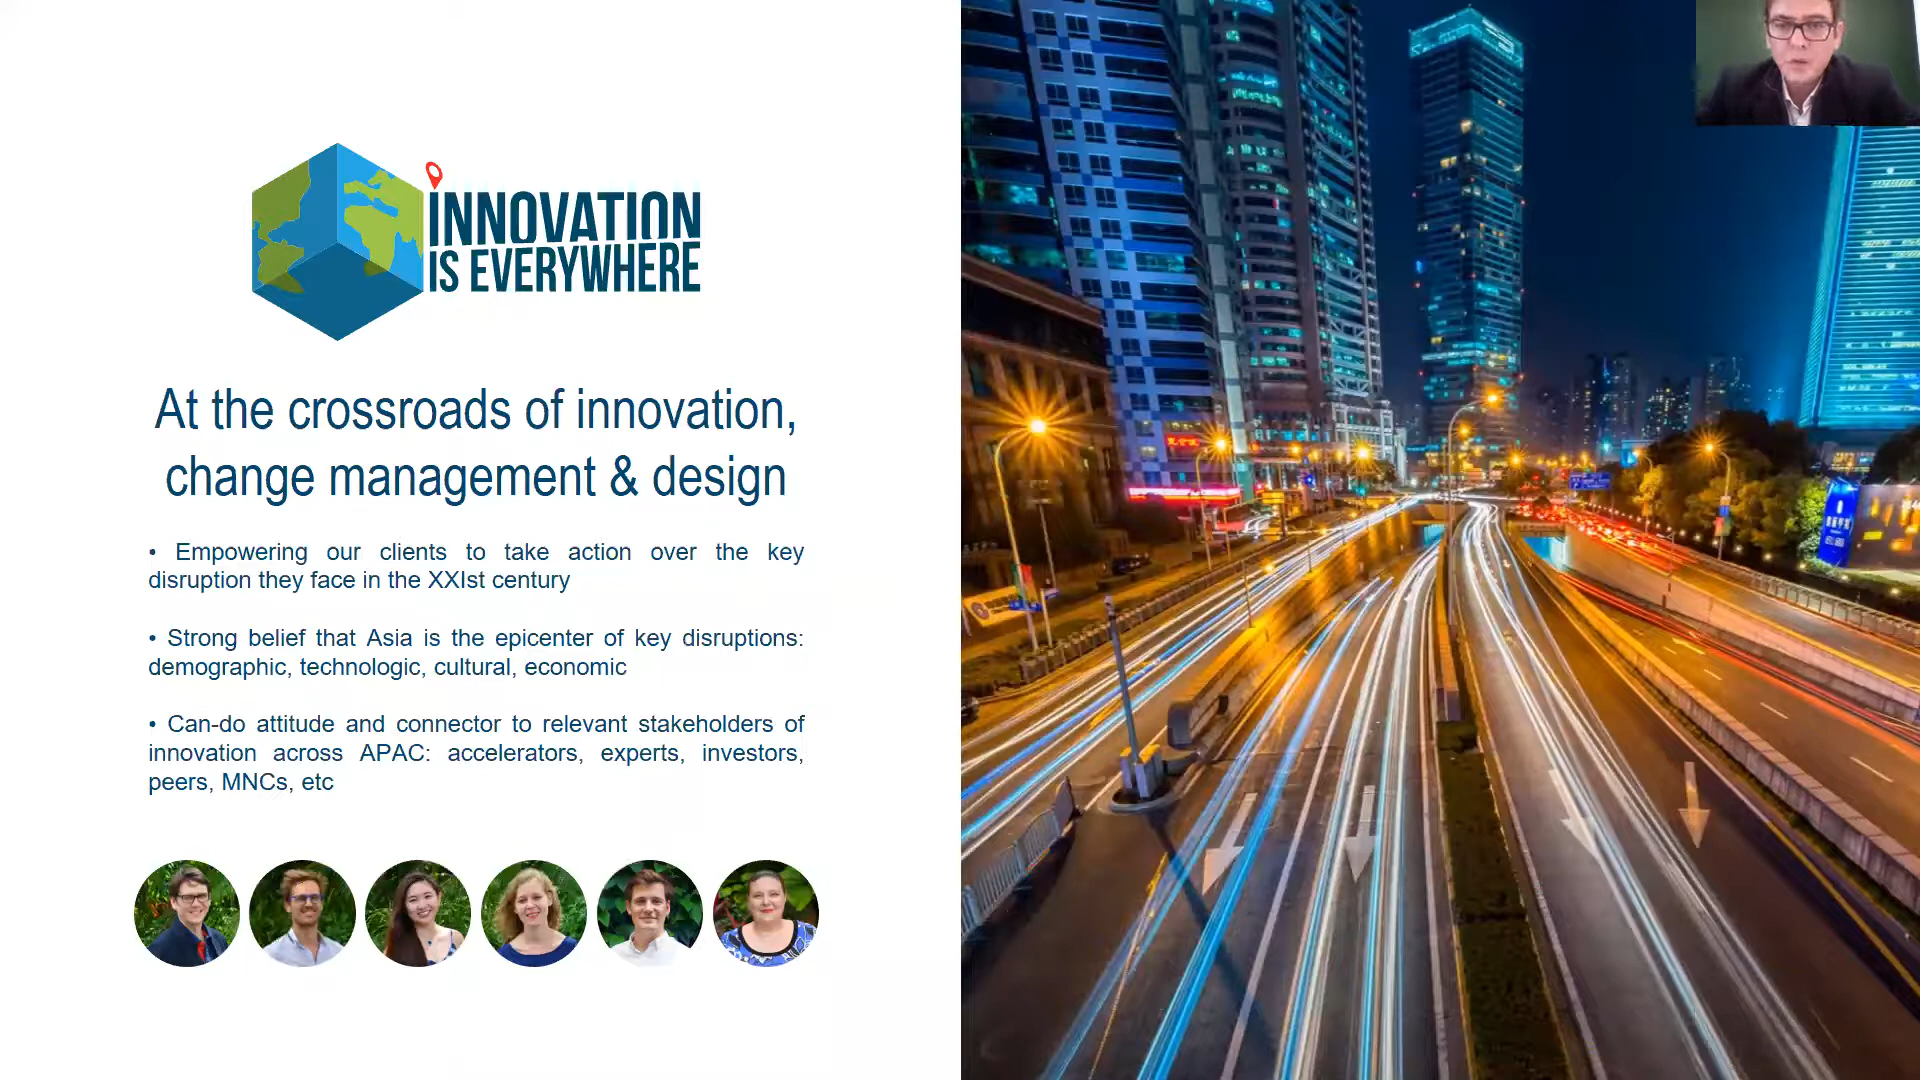 INNOVATION
IS EVERYWHERE
At the crossroads of innovation,
change management & design
• Empowering our clients to take action over the key
disruption they face in the XXIst century
• Strong belief that Asia is the epicenter of key disruptions:
demographic, technologic, cultural, economic
• Can-do attitude and connector to relevant stakeholders of
innovation across APAC: accelerators, experts, investors,
peers, MNCs, etc